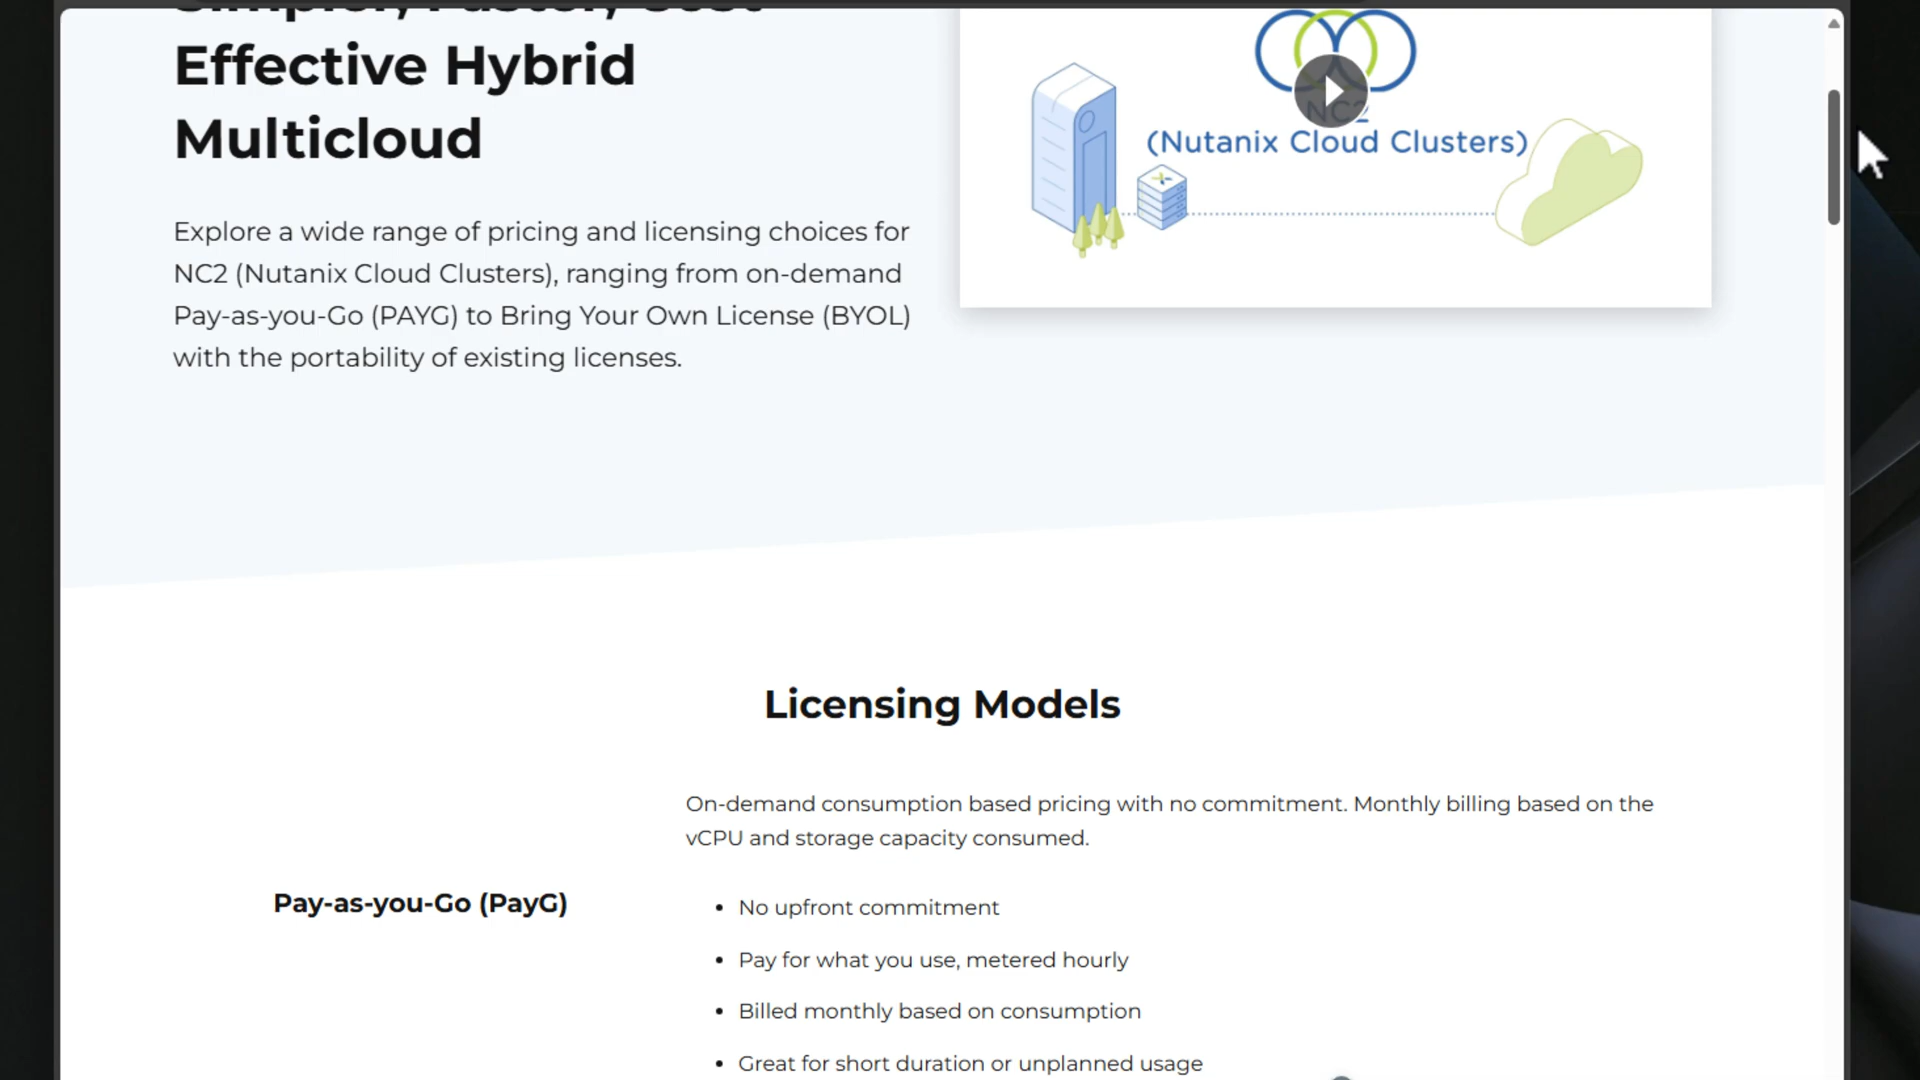 Simpler, Faster, Cost-
Effective Hybrid
Multicloud
Explore a wide range of pricing and licensing choices for
NC2 (Nutanix Cloud Clusters), ranging from on-demand
Pay-as-you-Go (PAYG) to Bring Your Own License (BYOL)
with the portability of existing licenses.
NC2
(Nutanix Cloud Clusters)
Licensing Models
On-demand consumption based pricing with no commitment. Monthly billing based on the
vCPU and storage capacity consumed.
Pay-as-you-Go (PayG)
• No upfront commitment
• Pay for what you use, metered hourly
• Billed monthly based on consumption
• Great for short duration or unplanned usage